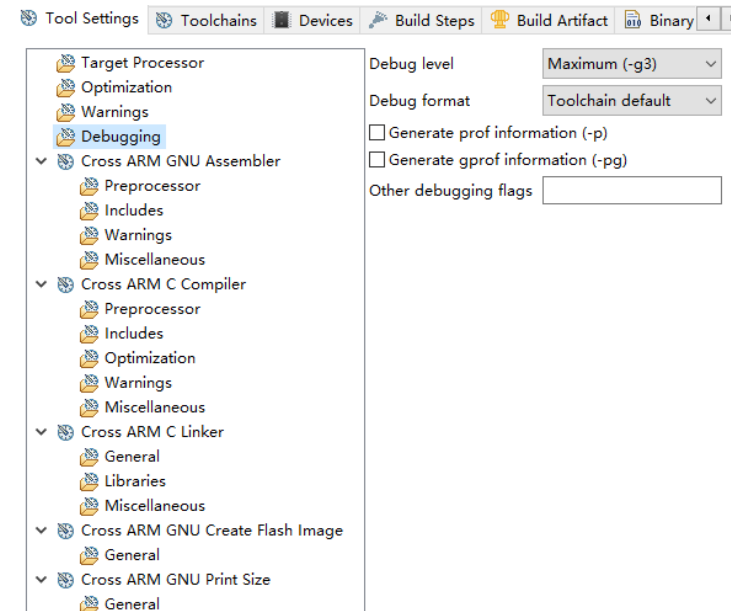 Tool Settings Toolchains Devices Build Steps Build Artifact Binary
Target Processor
Optimization
Warnings
Debugging
Cross ARM GNU Assembler
Preprocessor
Includes
Warnings
Miscellaneous
Cross ARM C Compiler
Preprocessor
Includes
Optimization
Warnings
Miscellaneous
Cross ARM C Linker
General
Libraries
Miscellaneous
Cross ARM GNU Create Flash Image
General
Cross ARM GNU Print Size
General
Debug level Maximum (-g3)
Debug format Toolchain default
Generate prof information (-p)
Generate gprof information (-pg)
Other debugging flags